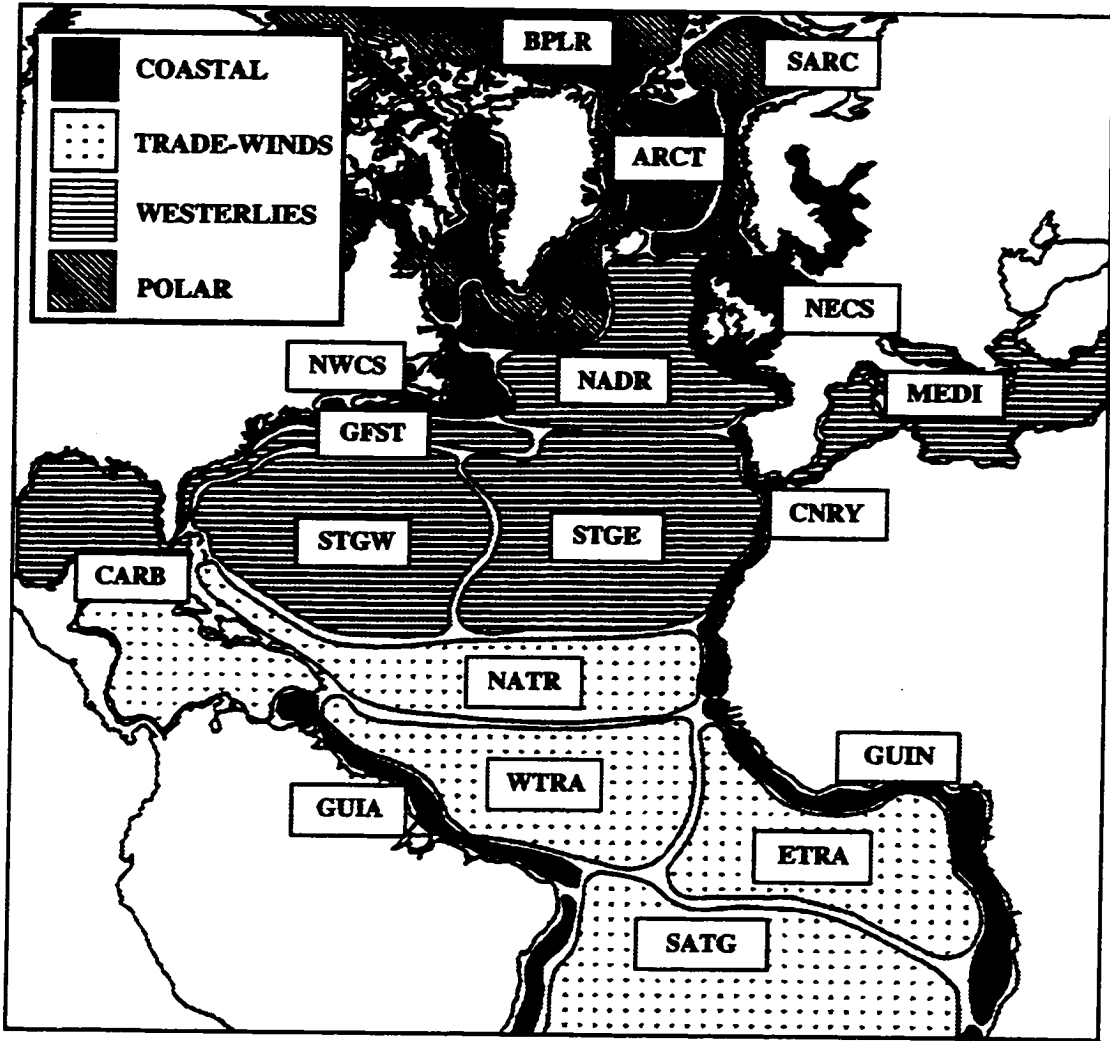 COASTAL
TRADE-WINDS
WESTERLIES
POLAR
BPLR
SARC
ARCT
NECS
NWCS
NADR
MEDI
GFST
CNRY
STGW
STGE
CARB
NATR
GUIN
WTRA
GUIA
ETRA
SATG